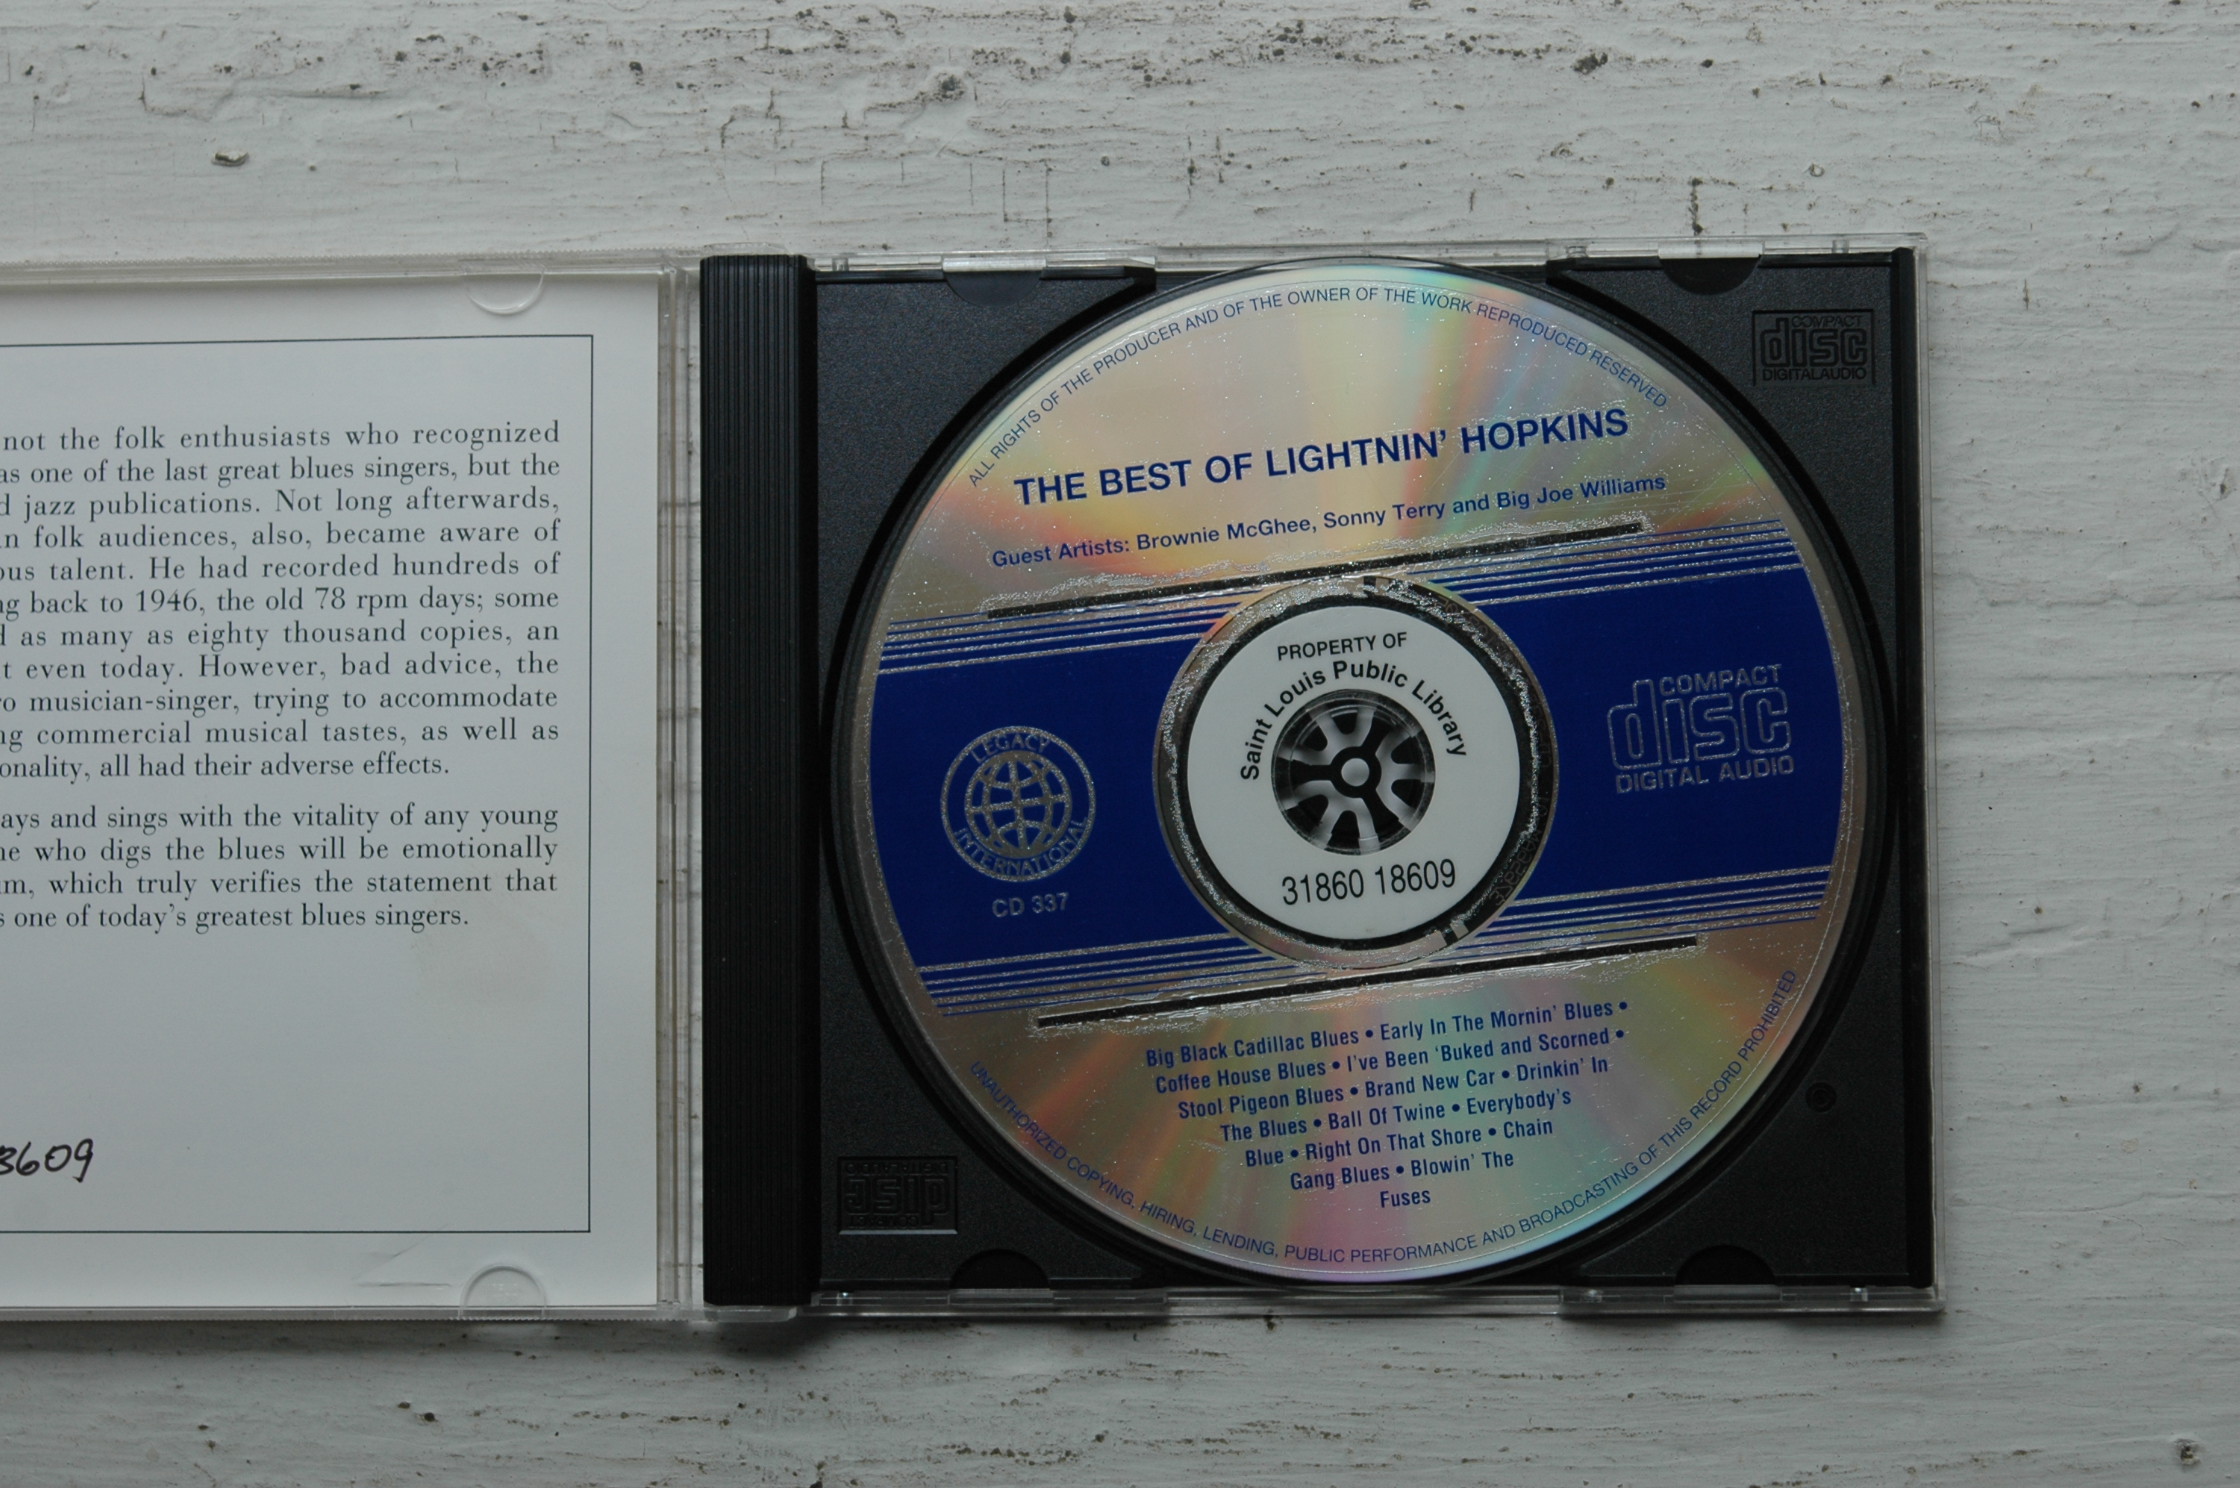 not the folk enthusiasts who recognized
as one of the last great blues singers, but the
jazz publications. Not long afterwards,
folk audiences, also, became aware of
talent. He had recorded hundreds of
back to 1946, the old 78 rpm days; some
as many as eighty thousand copies, an
even today. However, bad advice, the
musician-singer, trying to accommodate
commercial musical tastes, as well as
all had their adverse effects.
and sings with the vitality of any young
who digs the blues will be emotionally
which truly verifies the statement that
one of today's greatest blues singers.
3609
ALL RIGHTS OF THE PRODUCER AND OF THE OWNER OF THE WORK REPRODUCED RESERVED
THE BEST OF LIGHTNIN' HOPKINS
Guest Artists: Brownie McGhee, Sonny Terry and Big Joe Williams
PROPERTY OF
Saint Louis Public Library
31860 18609
LEGACY
INTERNATIONAL
CD 337
COMPACT
disc
DIGITAL AUDIO
Big Black Cadillac Blues • Early In The Mornin' Blues •
Coffee House Blues • I've Been 'Buked and Scorned •
Stool Pigeon Blues • Brand New Car • Drinkin' In
The Blues • Ball Of Twine • Everybody's
Blue • Right On That Shore • Chain
Gang Blues • Blowin' The
Fuses
UNAUTHORIZED COPYING, HIRING, LENDING, PUBLIC PERFORMANCE AND BROADCASTING OF THIS RECORD PROHIBITED
COMPACT
disc
DIGITAL AUDIO
disc